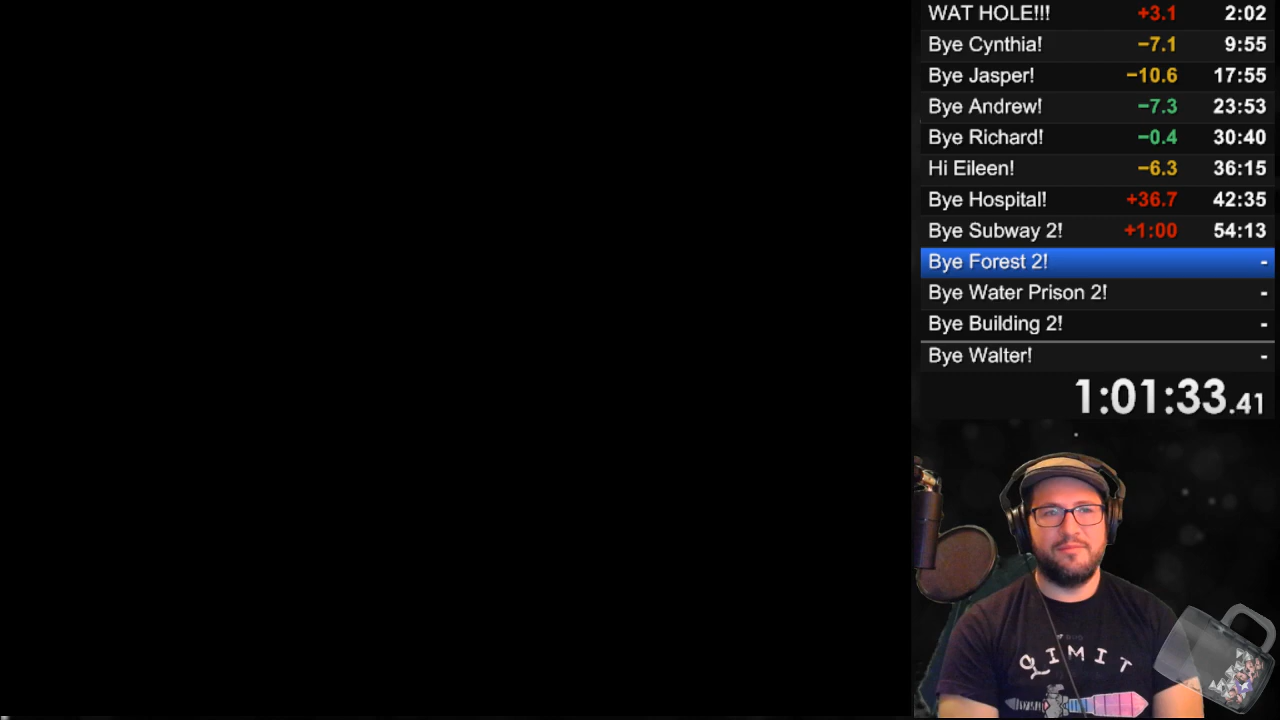 WAT HOLE!!! +3.1 2:02
Bye Cynthia! −7.1 9:55
Bye Jasper! −10.6 17:55
Bye Andrew! −7.3 23:53
Bye Richard! −0.4 30:40
Hi Eileen! −6.3 36:15
Bye Hospital! +36.7 42:35
Bye Subway 2! +1:00 54:13
Bye Forest 2! -
Bye Water Prison 2! -
Bye Building 2! -
Bye Walter! -
1:01:33.41
QIMIT